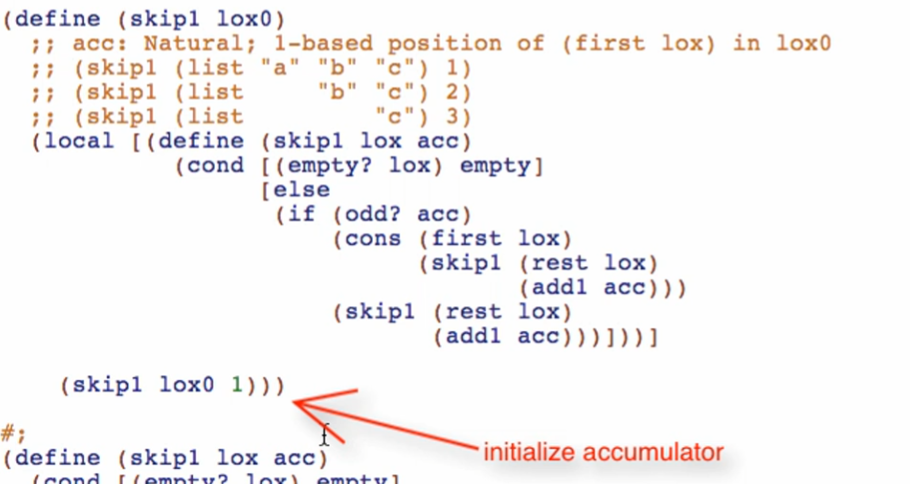 (define (skip1 lox0)
  ;; acc: Natural; 1-based position of (first lox) in lox0
  ;; (skip1 (list "a" "b" "c") 1)
  ;; (skip1 (list     "b" "c") 2)
  ;; (skip1 (list         "c") 3)
  (local [(define (skip1 lox acc)
            (cond [(empty? lox) empty]
                  [else
                   (if (odd? acc)
                       (cons (first lox)
                             (skip1 (rest lox)
                                    (add1 acc)))
                       (skip1 (rest lox)
                              (add1 acc)))]))]
    (skip1 lox0 1)))
#;
initialize accumulator
(define (skip1 lox acc)
  (cond [(empty? lox) empty]